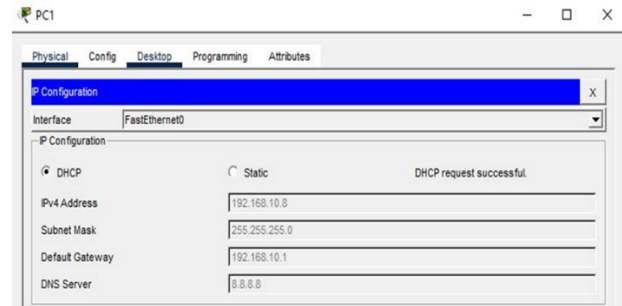 PC1
Physical Config Desktop Programming Attributes
IP Configuration X
Interface FastEthernet0
IP Configuration
DHCP Static DHCP request successful.
IPv4 Address 192.168.10.8
Subnet Mask 255.255.255.0
Default Gateway 192.168.10.1
DNS Server 8.8.8.8